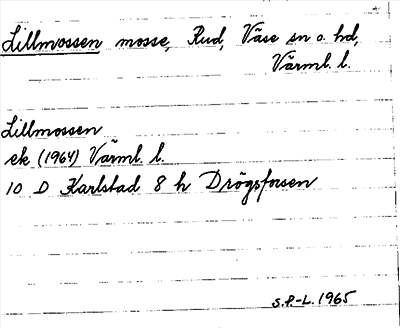 Lillmossen mosse, Rud, Väse sn o. hd,
Värml. l.
Lillmossen
ek (1964) Värml. l.
10 D Karlstad 8 h Drögsforsen
S.P.-L. 1965